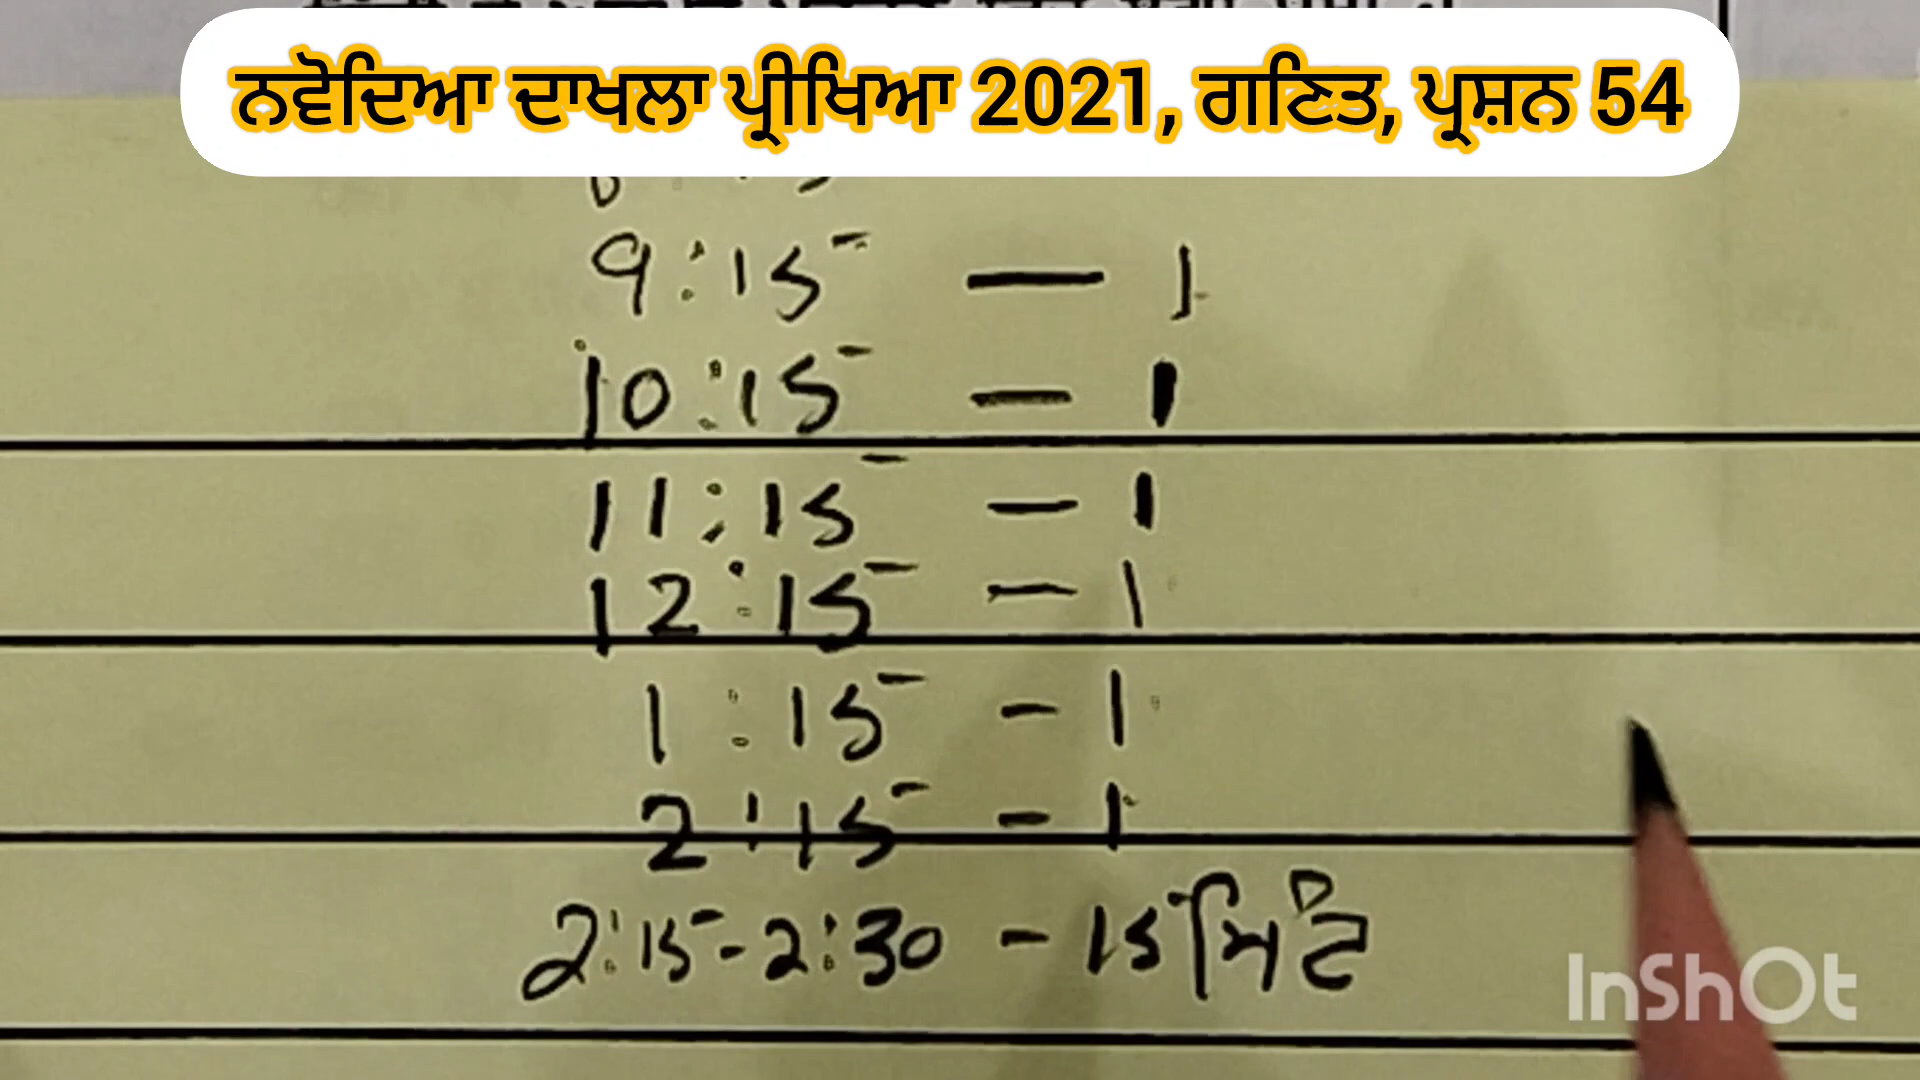 ਨਵੋਦਿਆ ਦਾਖਲਾ ਪ੍ਰੀਖਿਆ 2021, ਗਣਿਤ, ਪ੍ਰਸ਼ਨ 54
9:15 — 1
10:15 — 1
11:15 — 1
12:15 — 1
1:15 - 1
2:15 - 1
2:15-2:30 - 15 ਮਿੰਟ
InShOt